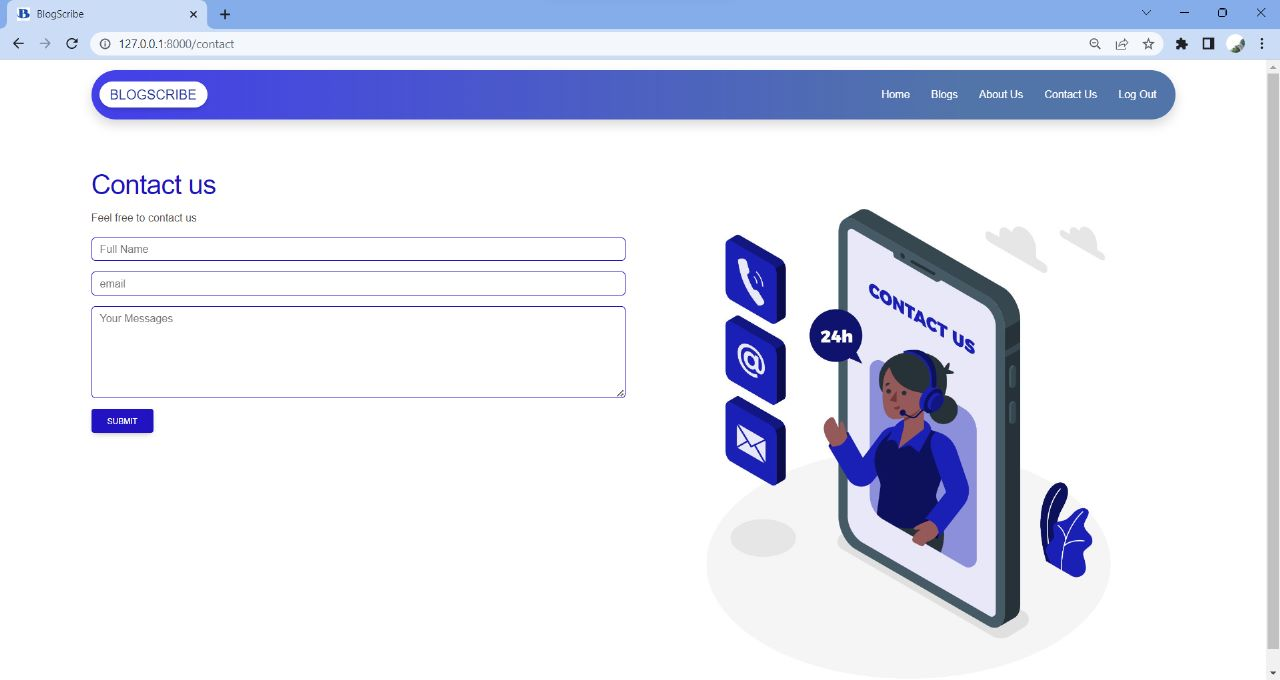 BlogScribe
127.0.0.1:8000/contact
BLOGSCRIBE
Home Blogs About Us Contact Us Log Out
Contact us
Feel free to contact us
Full Name
email
Your Messages
SUBMIT
CONTACT US
24h
@